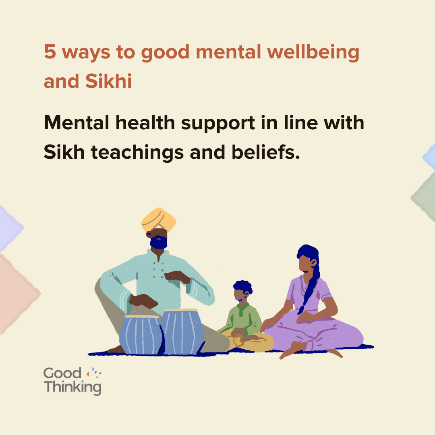 5 ways to good mental wellbeing
and Sikhi
Mental health support in line with
Sikh teachings and beliefs.
Good
Thinking